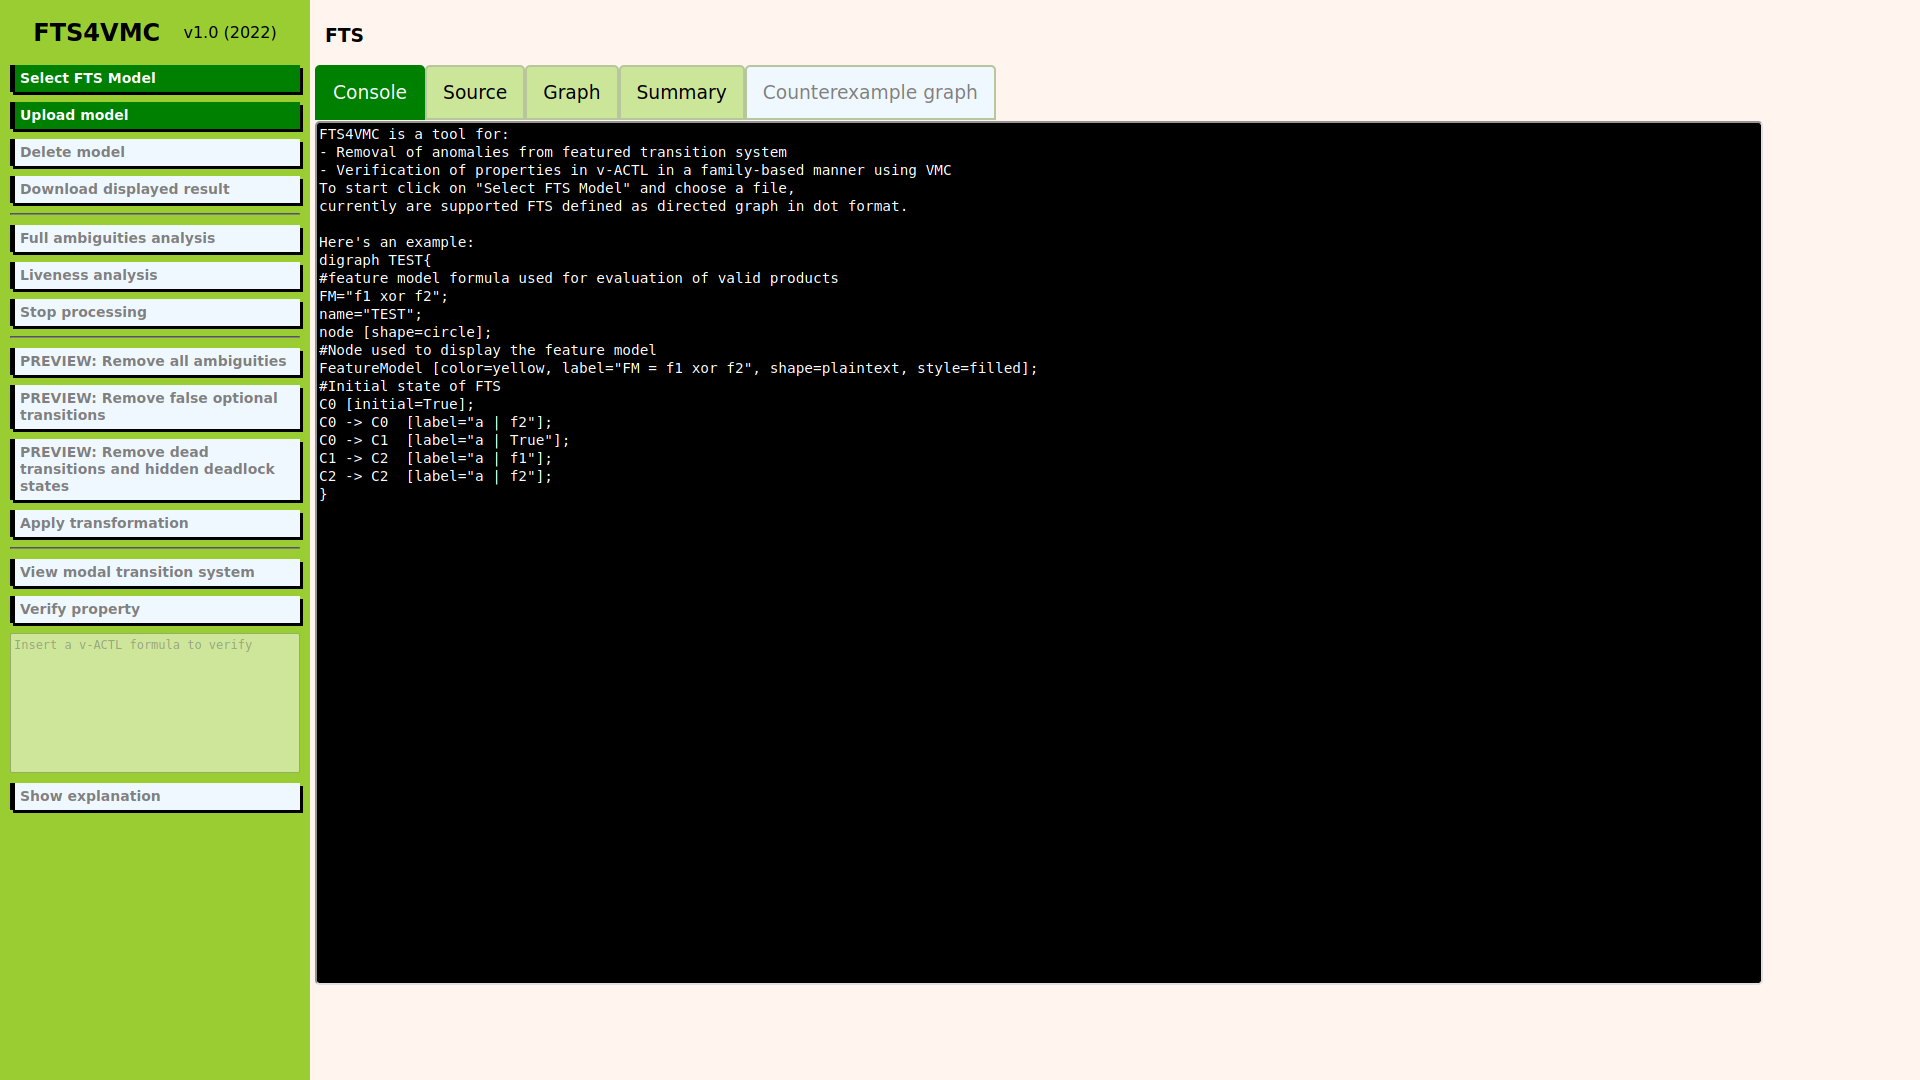 FTS4VMC v1.0 (2022)
Select FTS Model
Upload model
Delete model
Download displayed result
Full ambiguities analysis
Liveness analysis
Stop processing
PREVIEW: Remove all ambiguities
PREVIEW: Remove false optional
transitions
PREVIEW: Remove dead
transitions and hidden deadlock
states
Apply transformation
View modal transition system
Verify property
Insert a v-ACTL formula to verify
Show explanation
FTS
Console Source Graph Summary Counterexample graph
FTS4VMC is a tool for:
- Removal of anomalies from featured transition system
- Verification of properties in v-ACTL in a family-based manner using VMC
To start click on "Select FTS Model" and choose a file,
currently are supported FTS defined as directed graph in dot format.
Here's an example:
digraph TEST{
#feature model formula used for evaluation of valid products
FM="f1 xor f2";
name="TEST";
node [shape=circle];
#Node used to display the feature model
FeatureModel [color=yellow, label="FM = f1 xor f2", shape=plaintext, style=filled];
#Initial state of FTS
C0 [initial=True];
C0 -> C0  [label="a | f2"];
C0 -> C1  [label="a | True"];
C1 -> C2  [label="a | f1"];
C2 -> C2  [label="a | f2"];
}